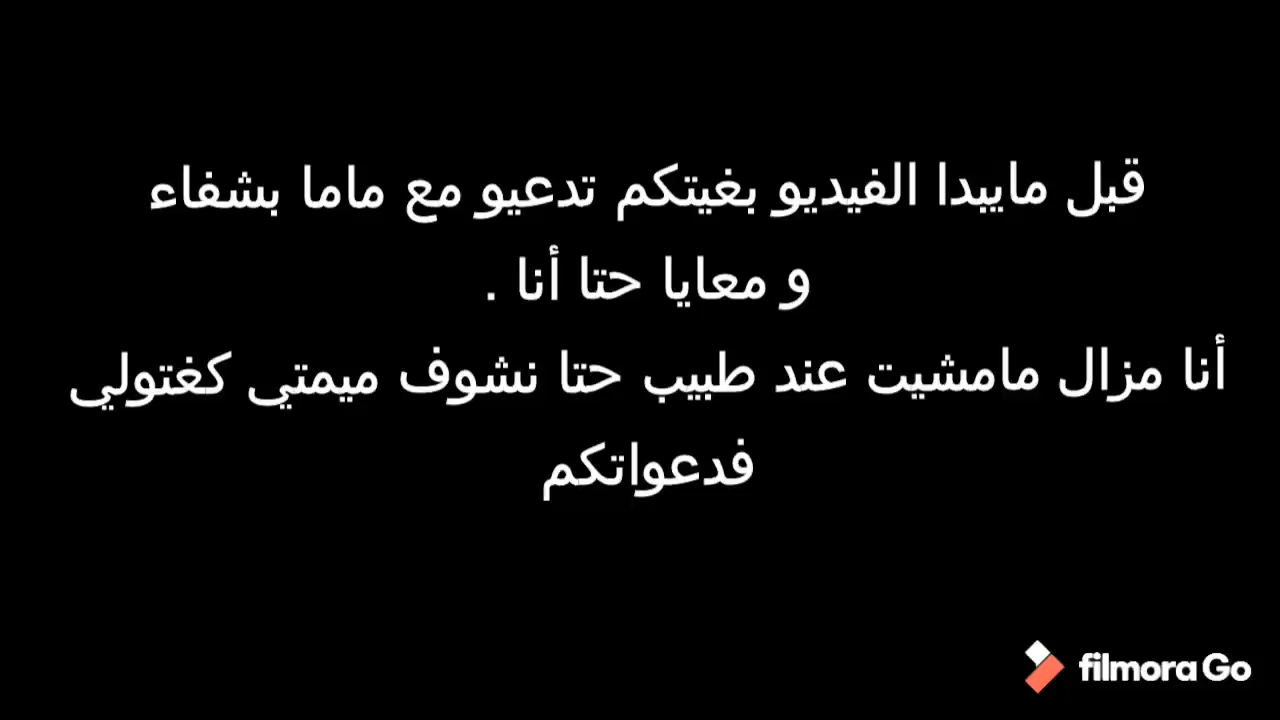 قبل مايبدا الفيديو بغيتكم تدعيو مع ماما بشفاء
و معايا حتا أنا .
أنا مزال مامشيت عند طبيب حتا نشوف ميمتي كغتولي
فدعواتكم
filmora Go